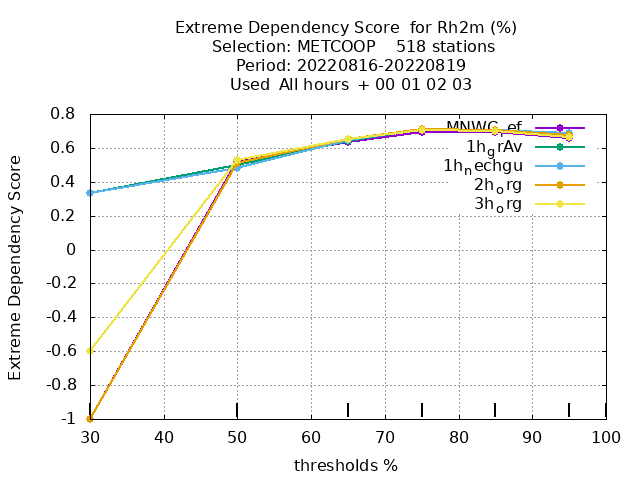 Extreme Dependency Score  for Rh2m (%)
Selection: METCOOP    518 stations
Period: 20220816-20220819
Used  All hours  + 00 01 02 03
Extreme Dependency Score
0.8
0.6
0.4
0.2
0
-0.2
-0.4
-0.6
-0.8
-1
1hgrAv
1hnechgu
2horg
3horg
30 40 50 60 70 80 90 100
thresholds %